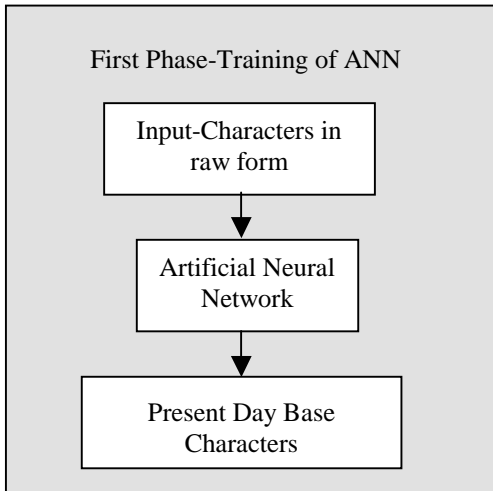 First Phase-Training of ANN
Input-Characters in
raw form
Artificial Neural
Network
Present Day Base
Characters